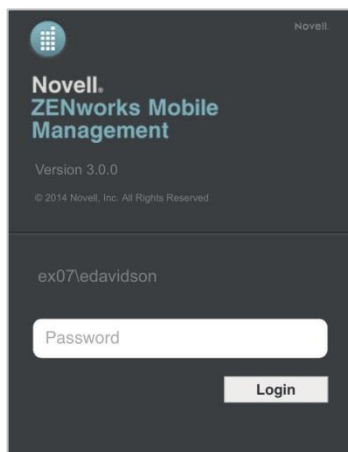 Novell.
Novell®
ZENworks Mobile
Management
Version 3.0.0
© 2014 Novell, Inc. All Rights Reserved
ex07\edavidson
Password
Login